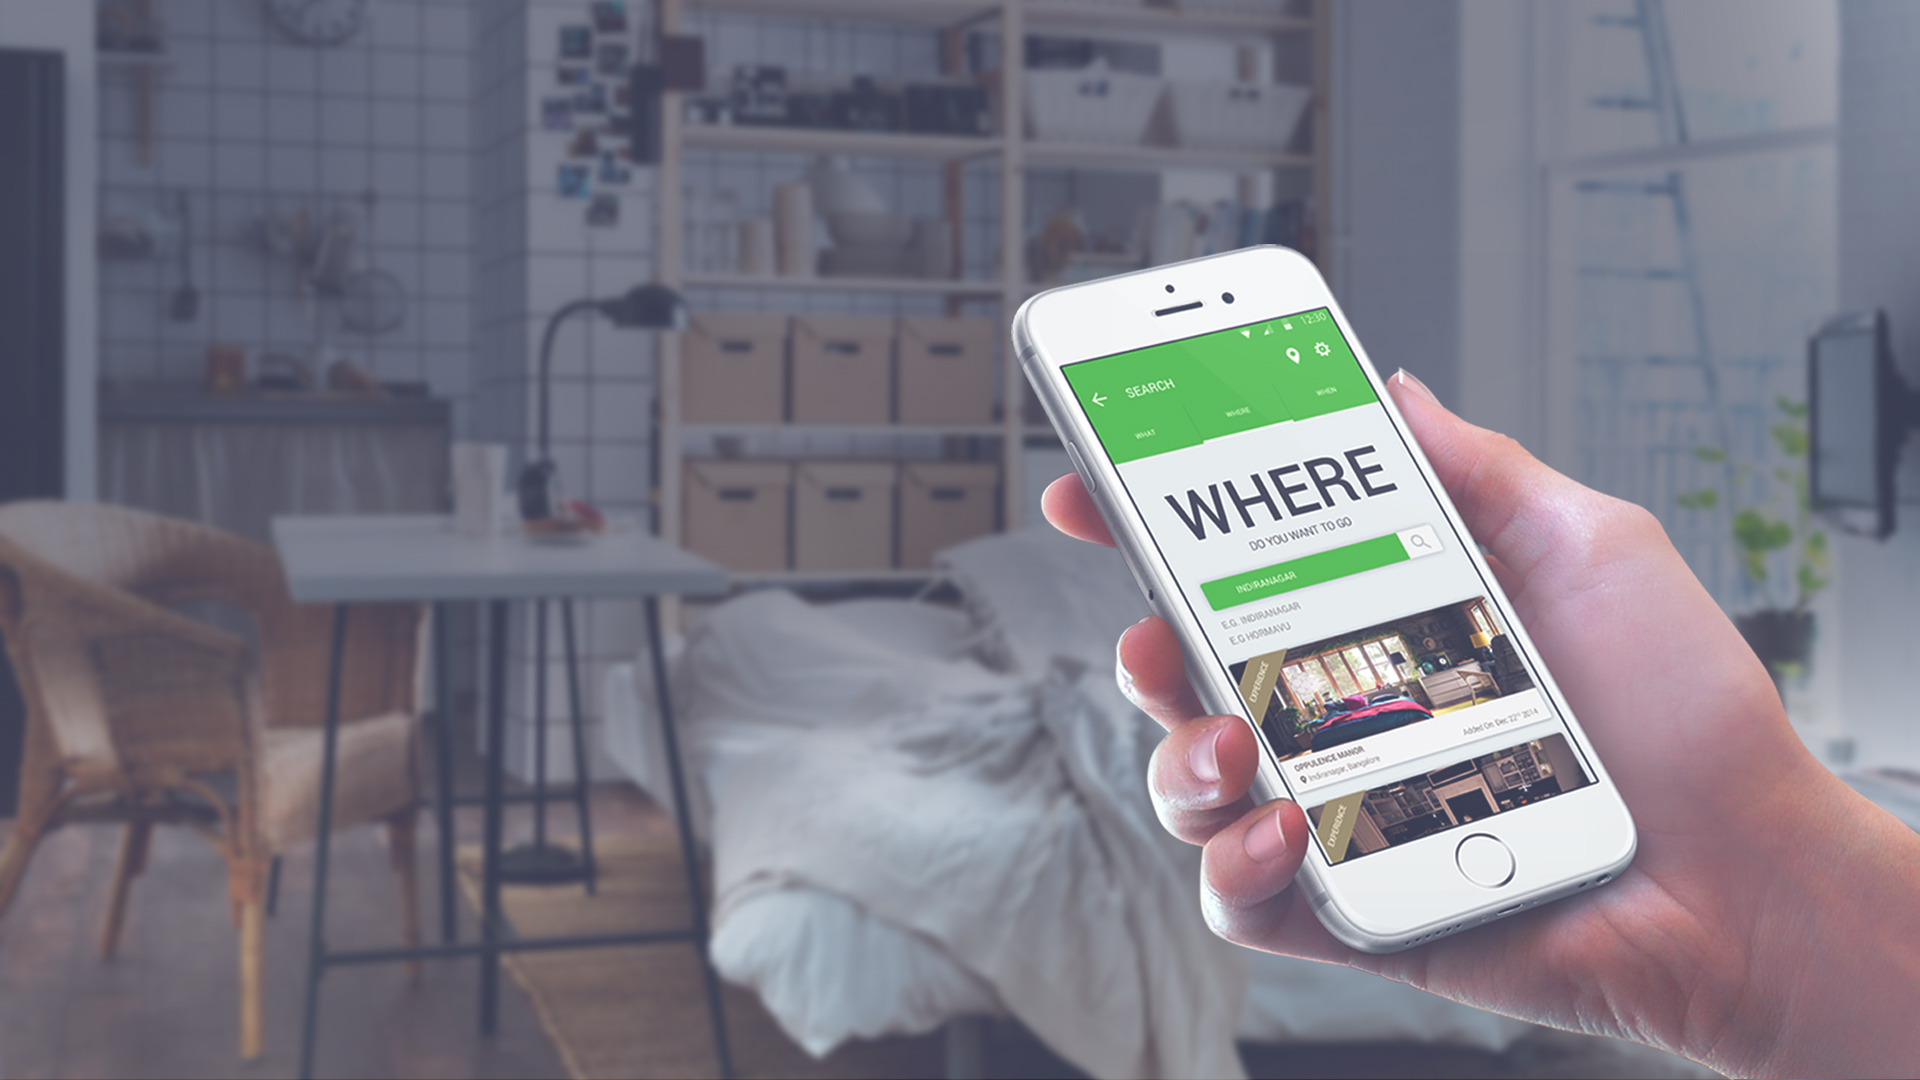 12:30
SEARCH
WHAT
WHERE
WHEN
WHERE
DO YOU WANT TO GO
INDIRANAGAR
E.G. INDIRANAGAR
E.G HORMAVU
EXPERIENCE
OPPULENCE MANOR
Indiranagar, Bangalore
Added On: Dec 22nd 2014
EXPERIENCE